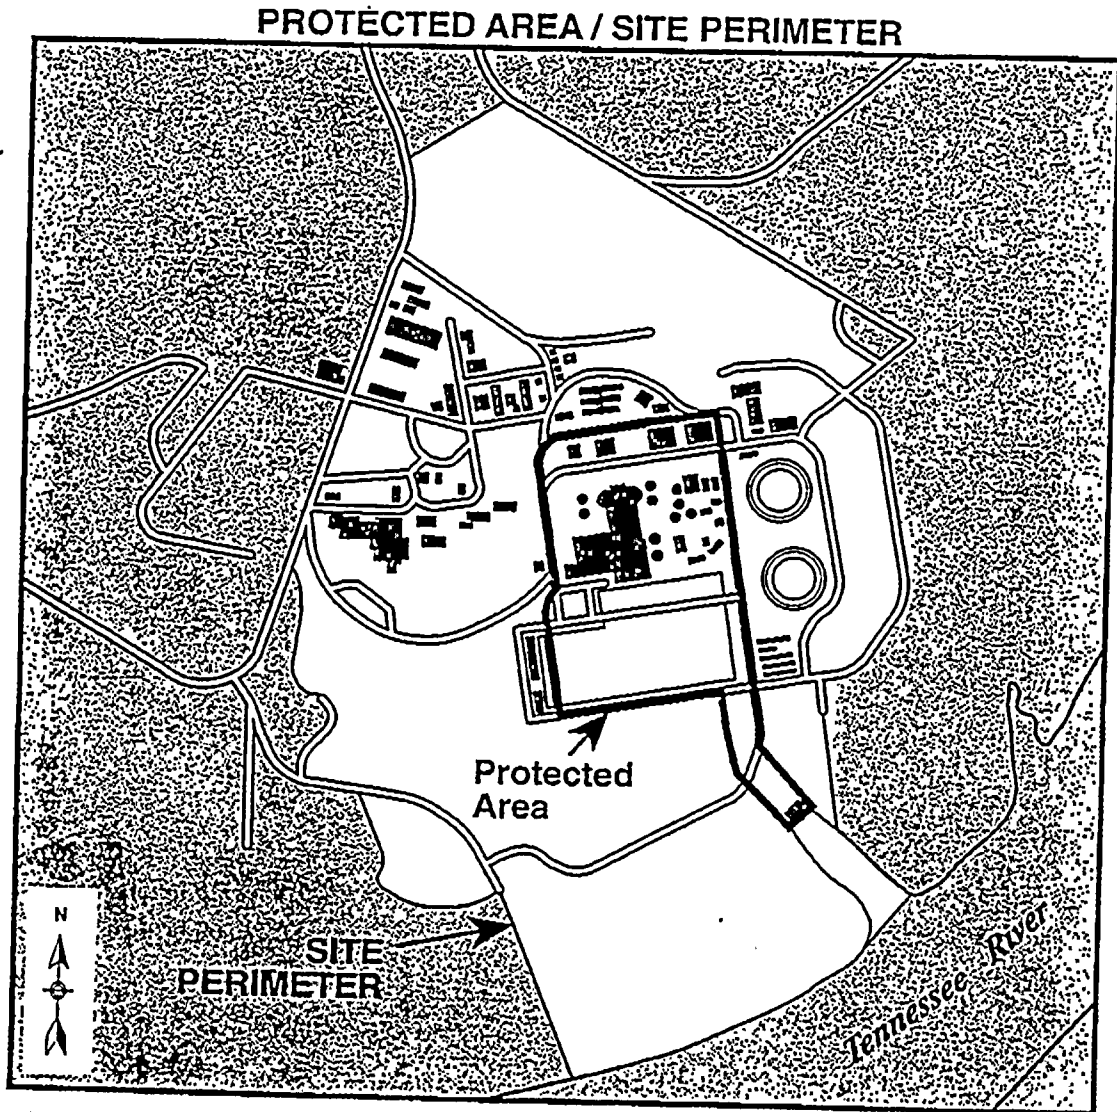 PROTECTED AREA / SITE PERIMETER
Protected
Area
N
SITE
PERIMETER
Tennessee River